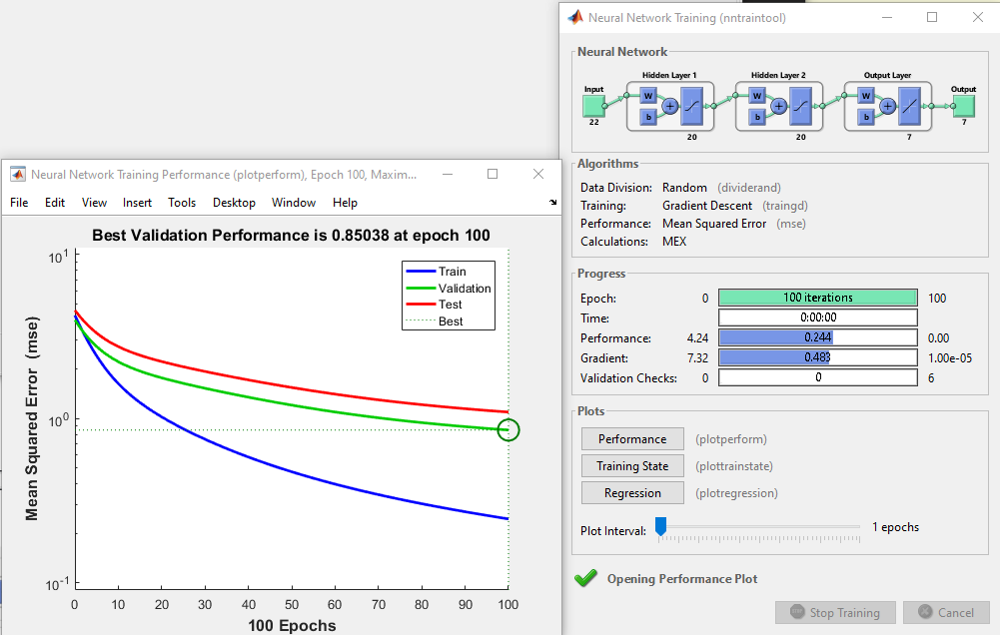 Neural Network Training (nntraintool)
Neural Network
Hidden Layer 1
Hidden Layer 2
Output Layer
Input
Output
W
W
W
b
b
b
+
+
+
22
20
20
7
7
Algorithms
Data Division: Random (dividerand)
Training: Gradient Descent (traingd)
Performance: Mean Squared Error (mse)
Calculations: MEX
Progress
Epoch: 0 100 iterations 100
Time: 0:00:00
Performance: 4.24 0.244 0.00
Gradient: 7.32 0.483 1.00e-05
Validation Checks: 0 0 6
Plots
Performance (plotperform)
Training State (plottrainstate)
Regression (plotregression)
Plot Interval: 1 epochs
Opening Performance Plot
Stop Training Cancel
Neural Network Training Performance (plotperform), Epoch 100, Maxim...
File Edit View Insert Tools Desktop Window Help
Best Validation Performance is 0.85038 at epoch 100
Train
Validation
Test
Best
Mean Squared Error (mse)
10^1
10^0
10^-1
0 10 20 30 40 50 60 70 80 90 100
100 Epochs